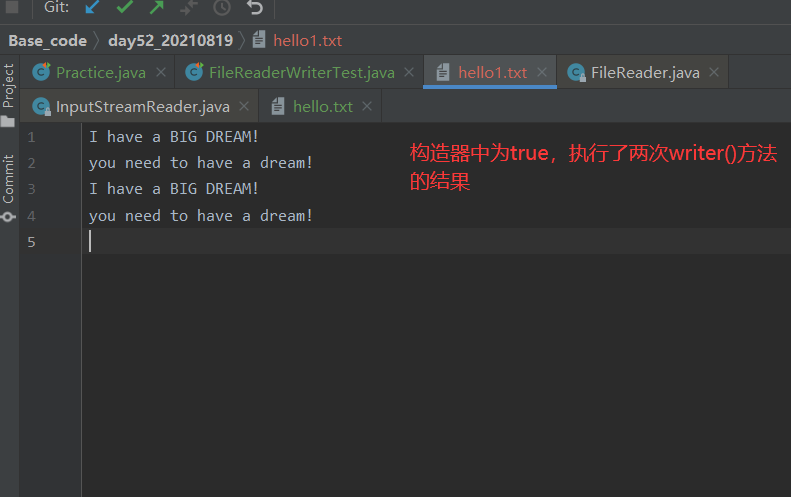 Git:
Base_code
day52_20210819
hello1.txt
Practice.java
FileReaderWriterTest.java
hello1.txt
FileReader.java
InputStreamReader.java
hello.txt
Project
Commit
1 I have a BIG DREAM!
2 you need to have a dream!
3 I have a BIG DREAM!
4 you need to have a dream!
5
构造器中为true，执行了两次writer()方法
的结果